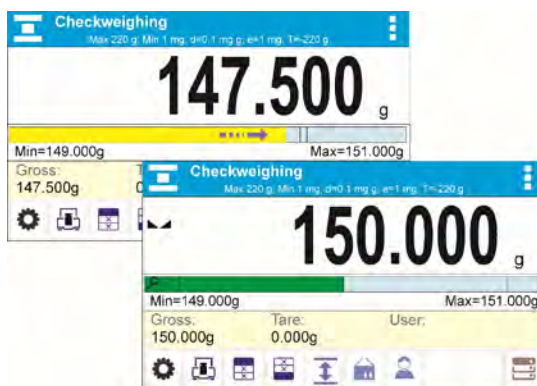 Checkweighing
Max 220 g; Min 1 mg; d=0.1 mg g; e=1 mg; T=-220 g
147.500 g
Min=149.000g Max=151.000g
Gross:
147.500g
Checkweighing
Max 220 g; Min 1 mg; d=0.1 mg g; e=1 mg; T=-220 g
150.000 g
Min=149.000g Max=151.000g
Gross: Tare: User:
150.000g 0.000g